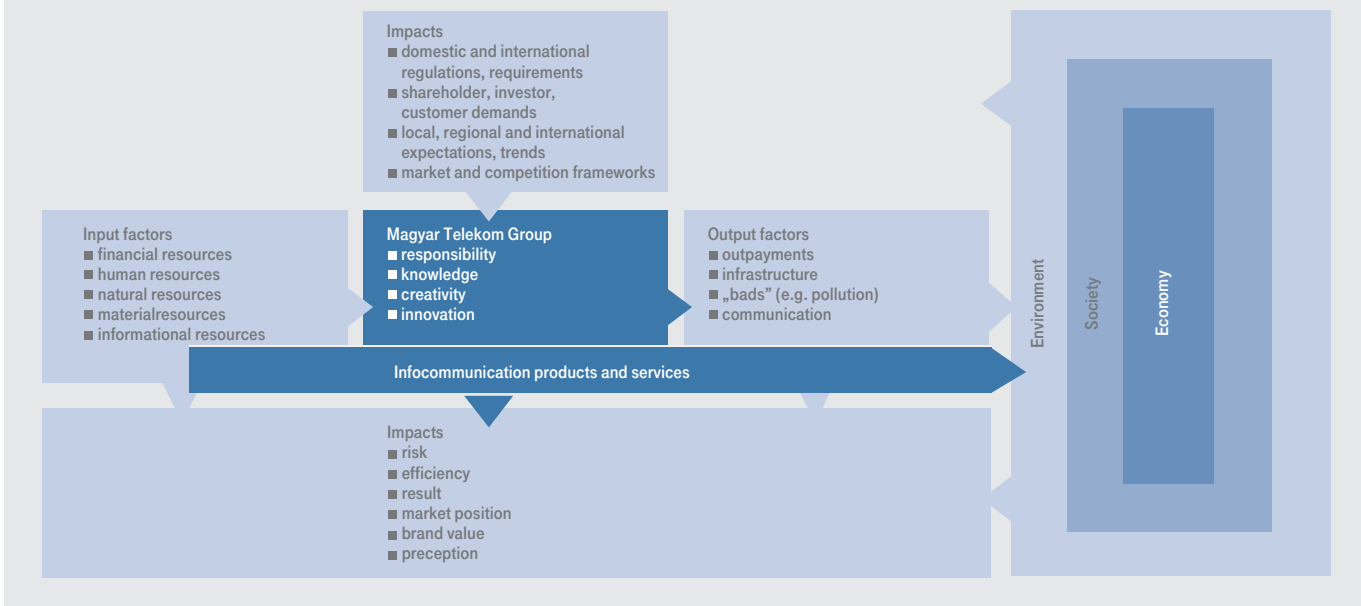 Impacts
■ domestic and international
regulations, requirements
■ shareholder, investor,
customer demands
■ local, regional and international
expectations, trends
■ market and competition frameworks
Input factors
■ financial resources
■ human resources
■ natural resources
■ materialresources
■ informational resources
Magyar Telekom Group
■ responsibility
■ knowledge
■ creativity
■ innovation
Output factors
■ outpayments
■ infrastructure
■ „bads” (e.g. pollution)
■ communication
Infocommunication products and services
Impacts
■ risk
■ efficiency
■ result
■ market position
■ brand value
■ preception
Environment
Society
Economy